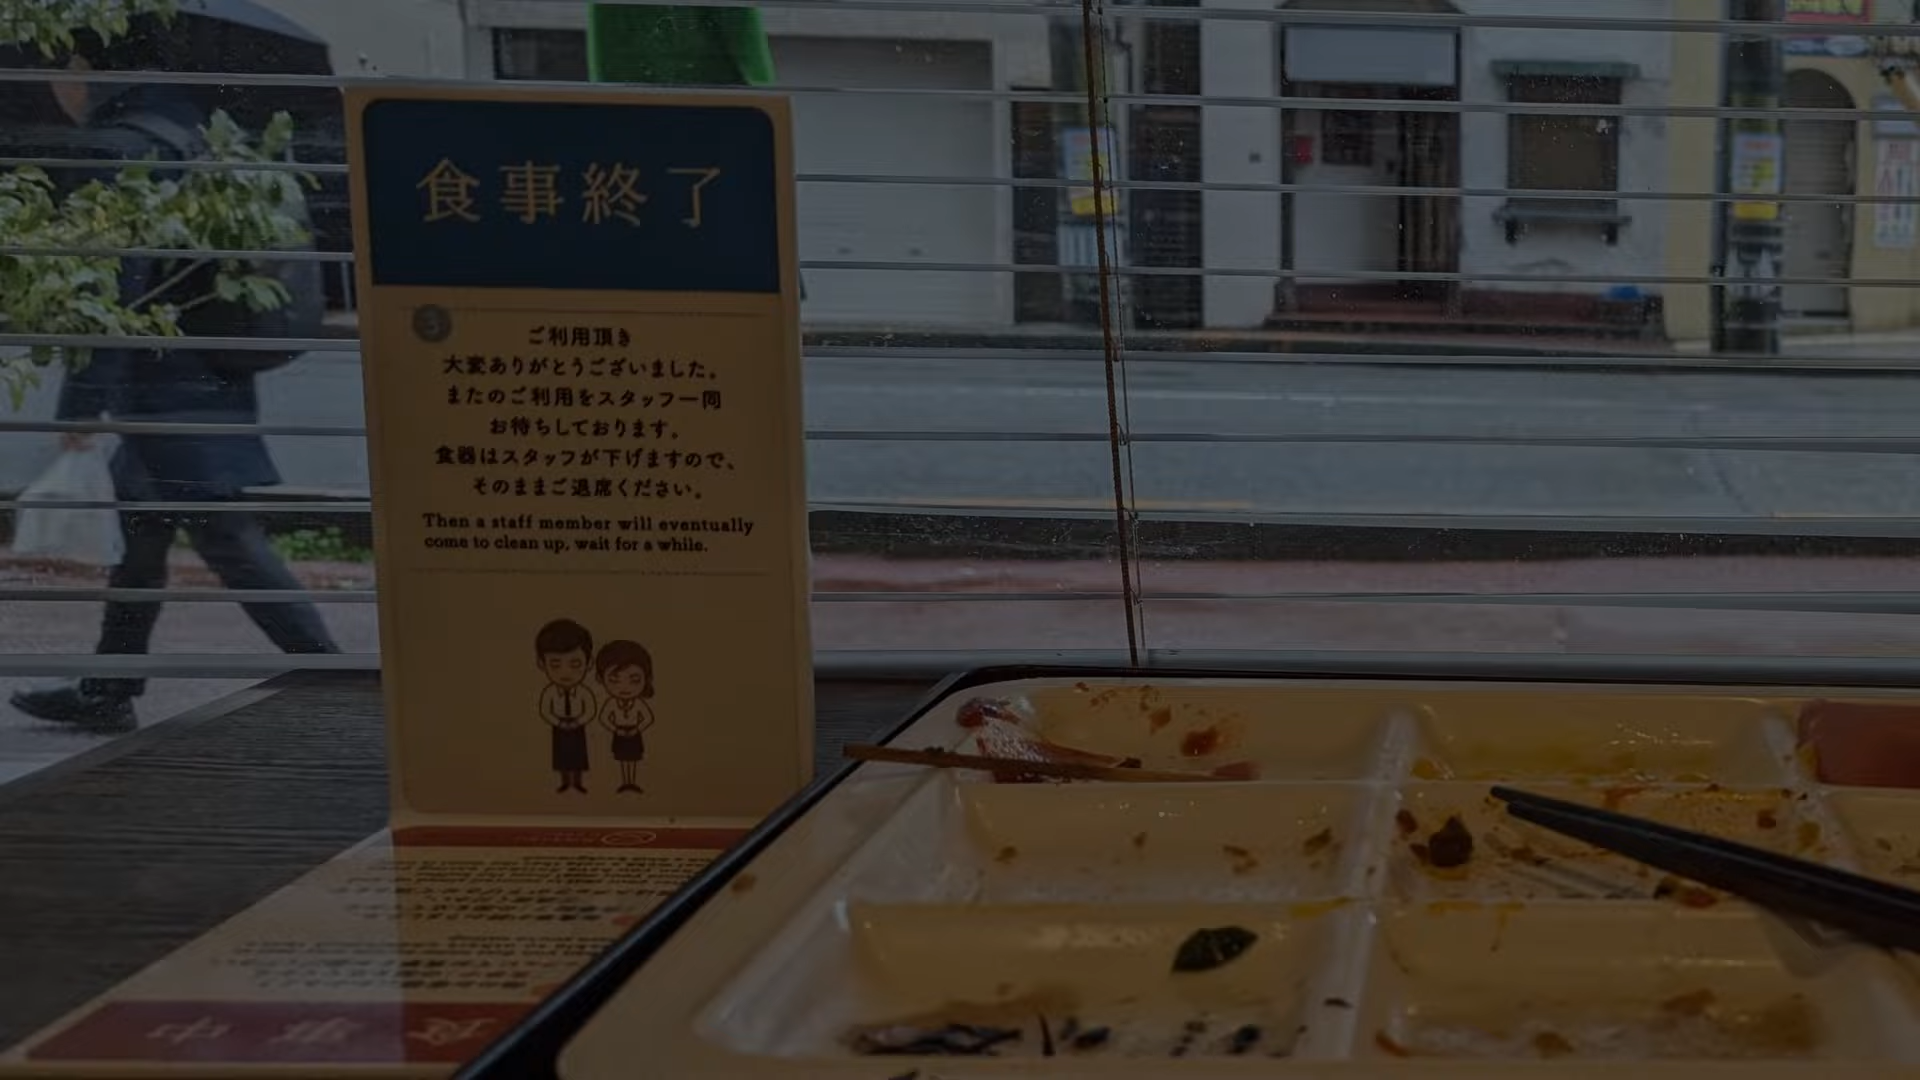 食事終了
3
ご利用頂き
大変ありがとうございました。
またのご利用をスタッフ一同
お待ちしております。
食器はスタッフが下げますので、
そのままご退席ください。
Then a staff member will eventually
come to clean up, wait for a while.
食事中